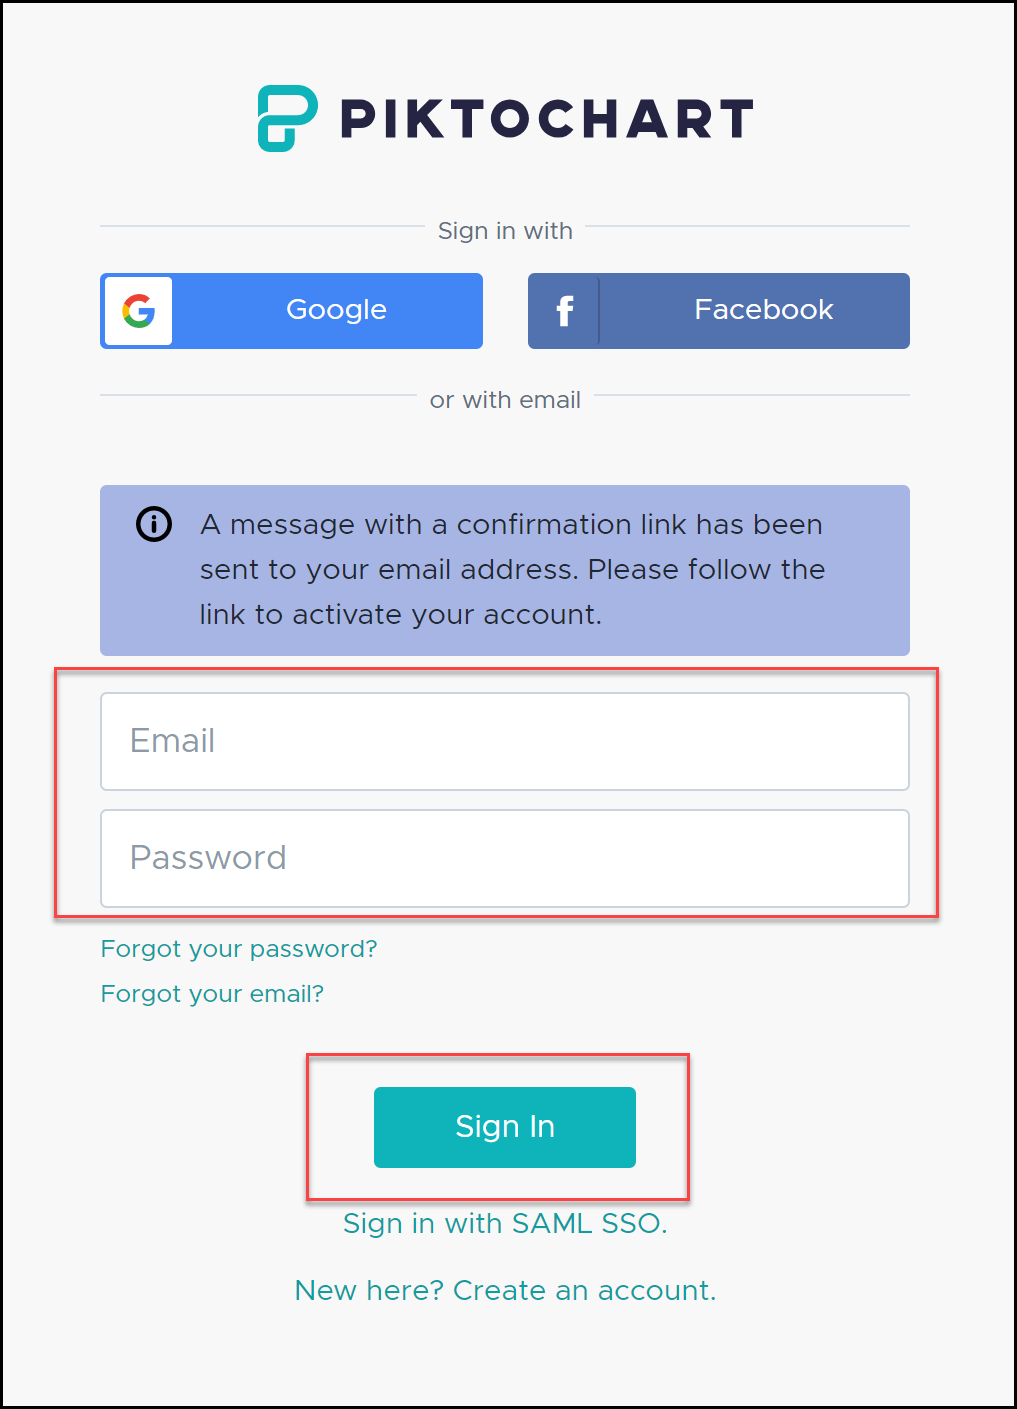 PIKTOCHART
Sign in with
Google
Facebook
or with email
A message with a confirmation link has been
sent to your email address. Please follow the
link to activate your account.
Email
Password
Forgot your password?
Forgot your email?
Sign In
Sign in with SAML SSO.
New here? Create an account.